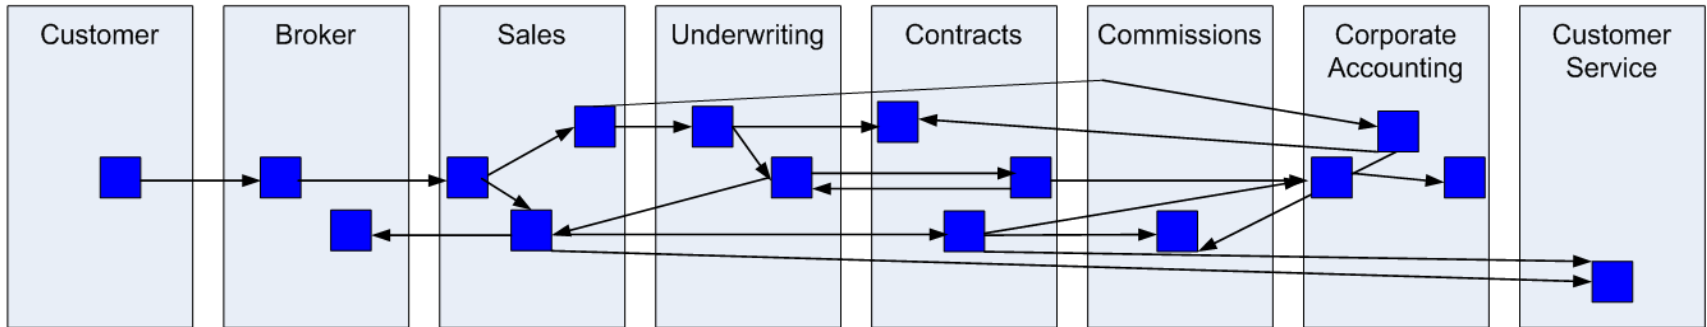 Customer
Broker
Sales
Underwriting
Contracts
Commissions
Corporate
Accounting
Customer
Service